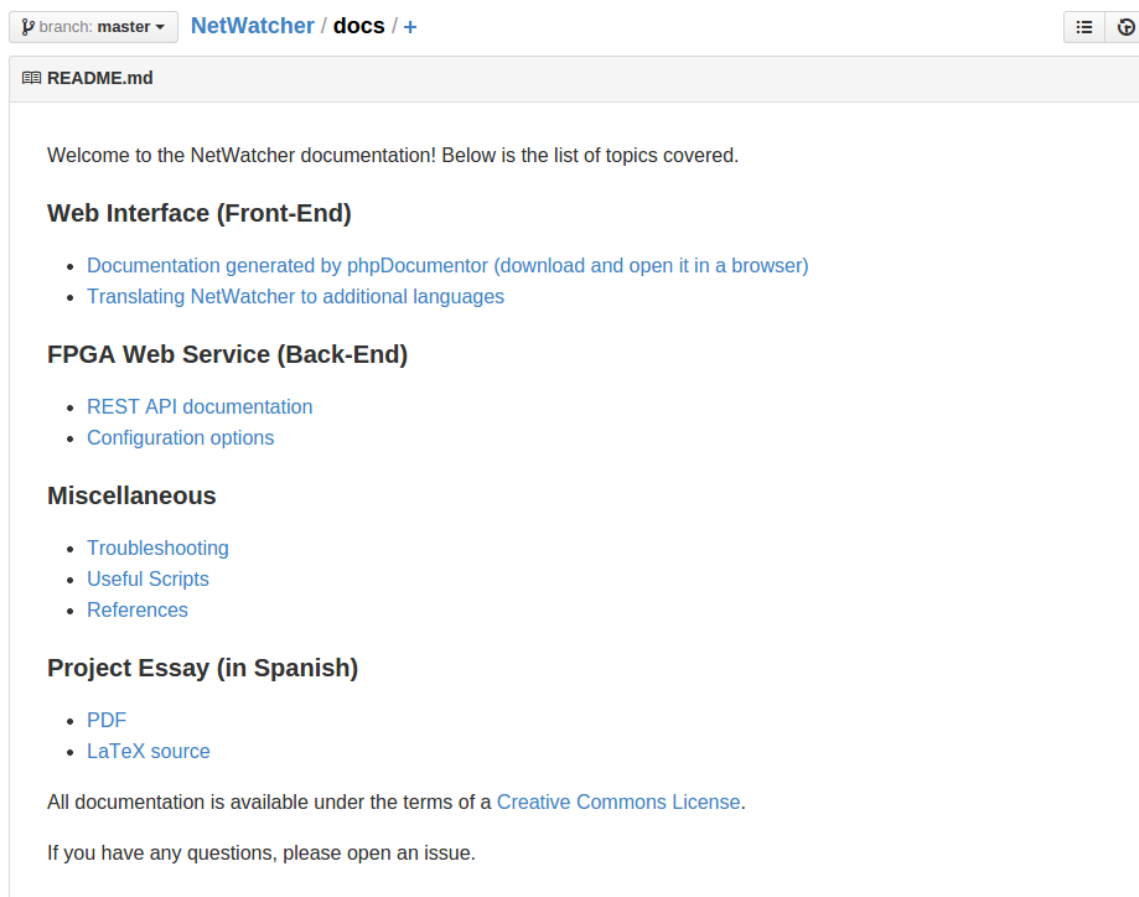 branch: master NetWatcher / docs / +
README.md
Welcome to the NetWatcher documentation! Below is the list of topics covered.
Web Interface (Front-End)
• Documentation generated by phpDocumentor (download and open it in a browser)
• Translating NetWatcher to additional languages
FPGA Web Service (Back-End)
• REST API documentation
• Configuration options
Miscellaneous
• Troubleshooting
• Useful Scripts
• References
Project Essay (in Spanish)
• PDF
• LaTeX source
All documentation is available under the terms of a Creative Commons License.
If you have any questions, please open an issue.